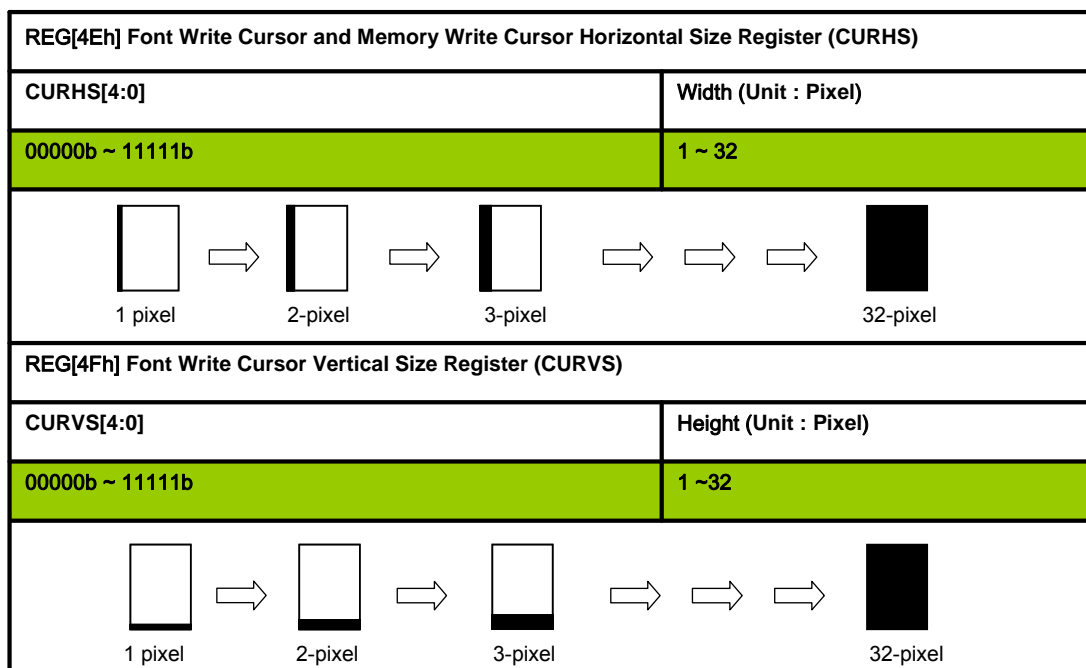 REG[4Eh] Font Write Cursor and Memory Write Cursor Horizontal Size Register (CURHS)
CURHS[4:0] Width (Unit : Pixel)
00000b ~ 11111b 1 ~ 32
1 pixel 2-pixel 3-pixel 32-pixel
REG[4Fh] Font Write Cursor Vertical Size Register (CURVS)
CURVS[4:0] Height (Unit : Pixel)
00000b ~ 11111b 1 ~32
1 pixel 2-pixel 3-pixel 32-pixel